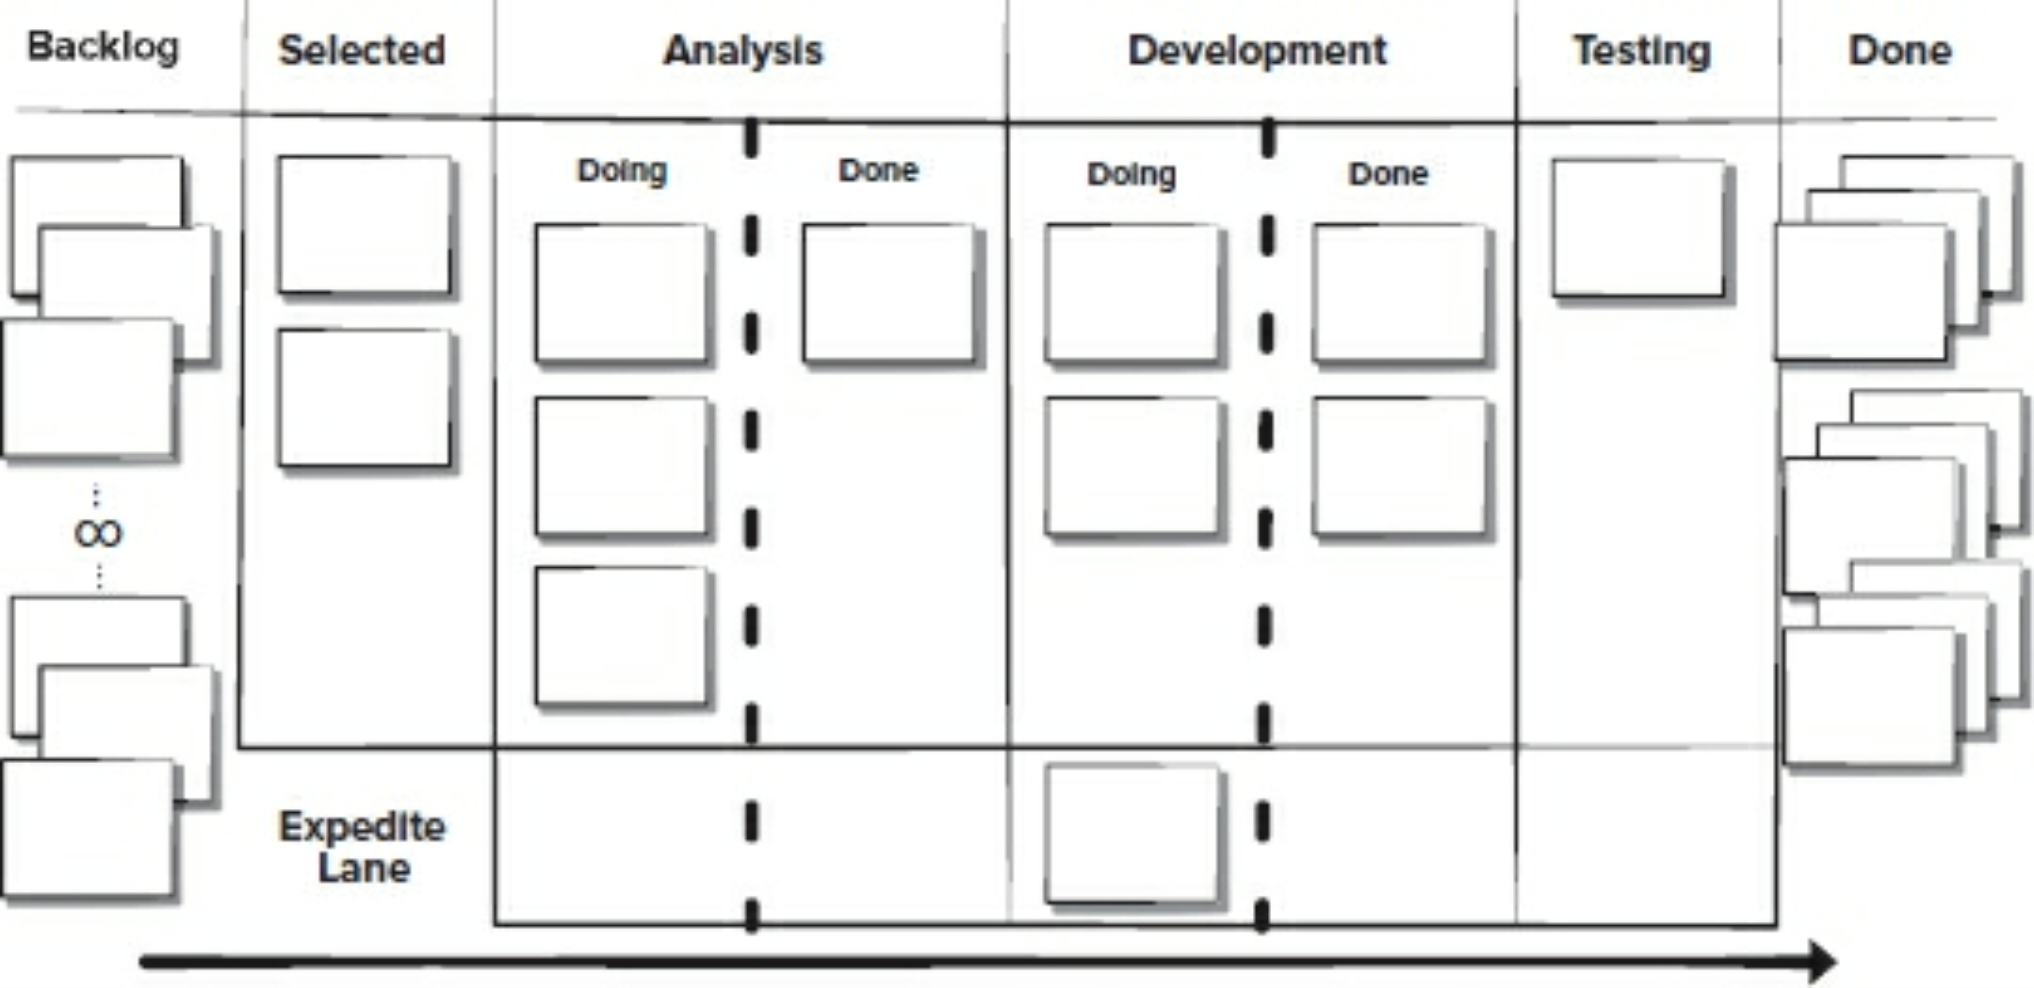 Backlog
Selected
Analysis
Development
Testing
Done
Doing
Done
Doing
Done
∞
Expedite
Lane